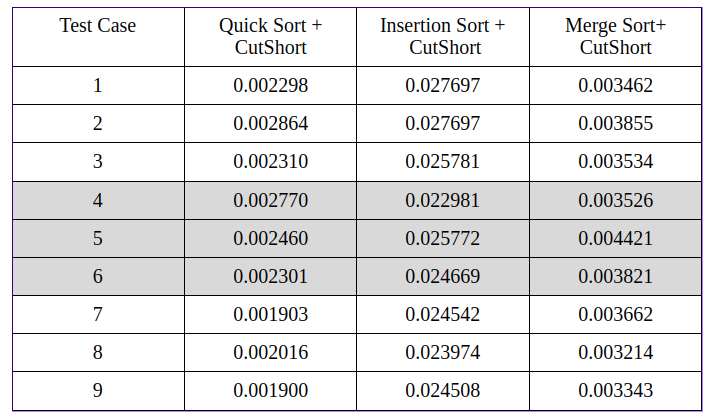 Test Case Quick Sort + Insertion Sort + Merge Sort+
CutShort CutShort CutShort
1 0.002298 0.027697 0.003462
2 0.002864 0.027697 0.003855
3 0.002310 0.025781 0.003534
4 0.002770 0.022981 0.003526
5 0.002460 0.025772 0.004421
6 0.002301 0.024669 0.003821
7 0.001903 0.024542 0.003662
8 0.002016 0.023974 0.003214
9 0.001900 0.024508 0.003343